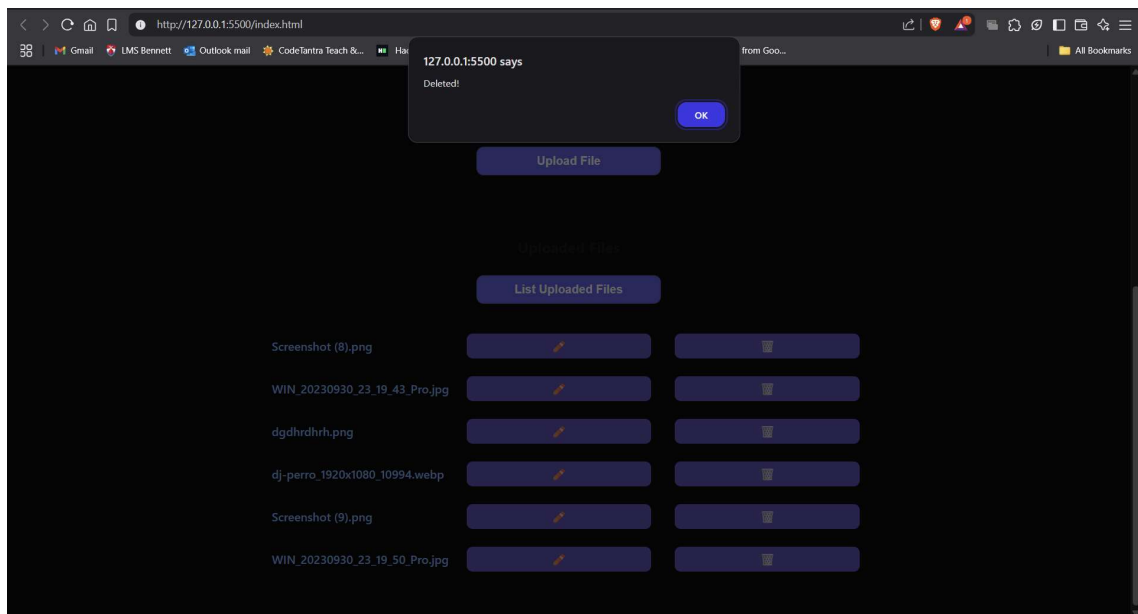 http://127.0.0.1:5500/index.html
Gmail LMS Bennett Outlook mail CodeTantra Teach &... Hac from Goo... All Bookmarks
127.0.0.1:5500 says
Deleted!
OK
Upload File
Uploaded Files
List Uploaded Files
Screenshot (8).png
WIN_20230930_23_19_43_Pro.jpg
dgdhrdhrh.png
dj-perro_1920x1080_10994.webp
Screenshot (9).png
WIN_20230930_23_19_50_Pro.jpg